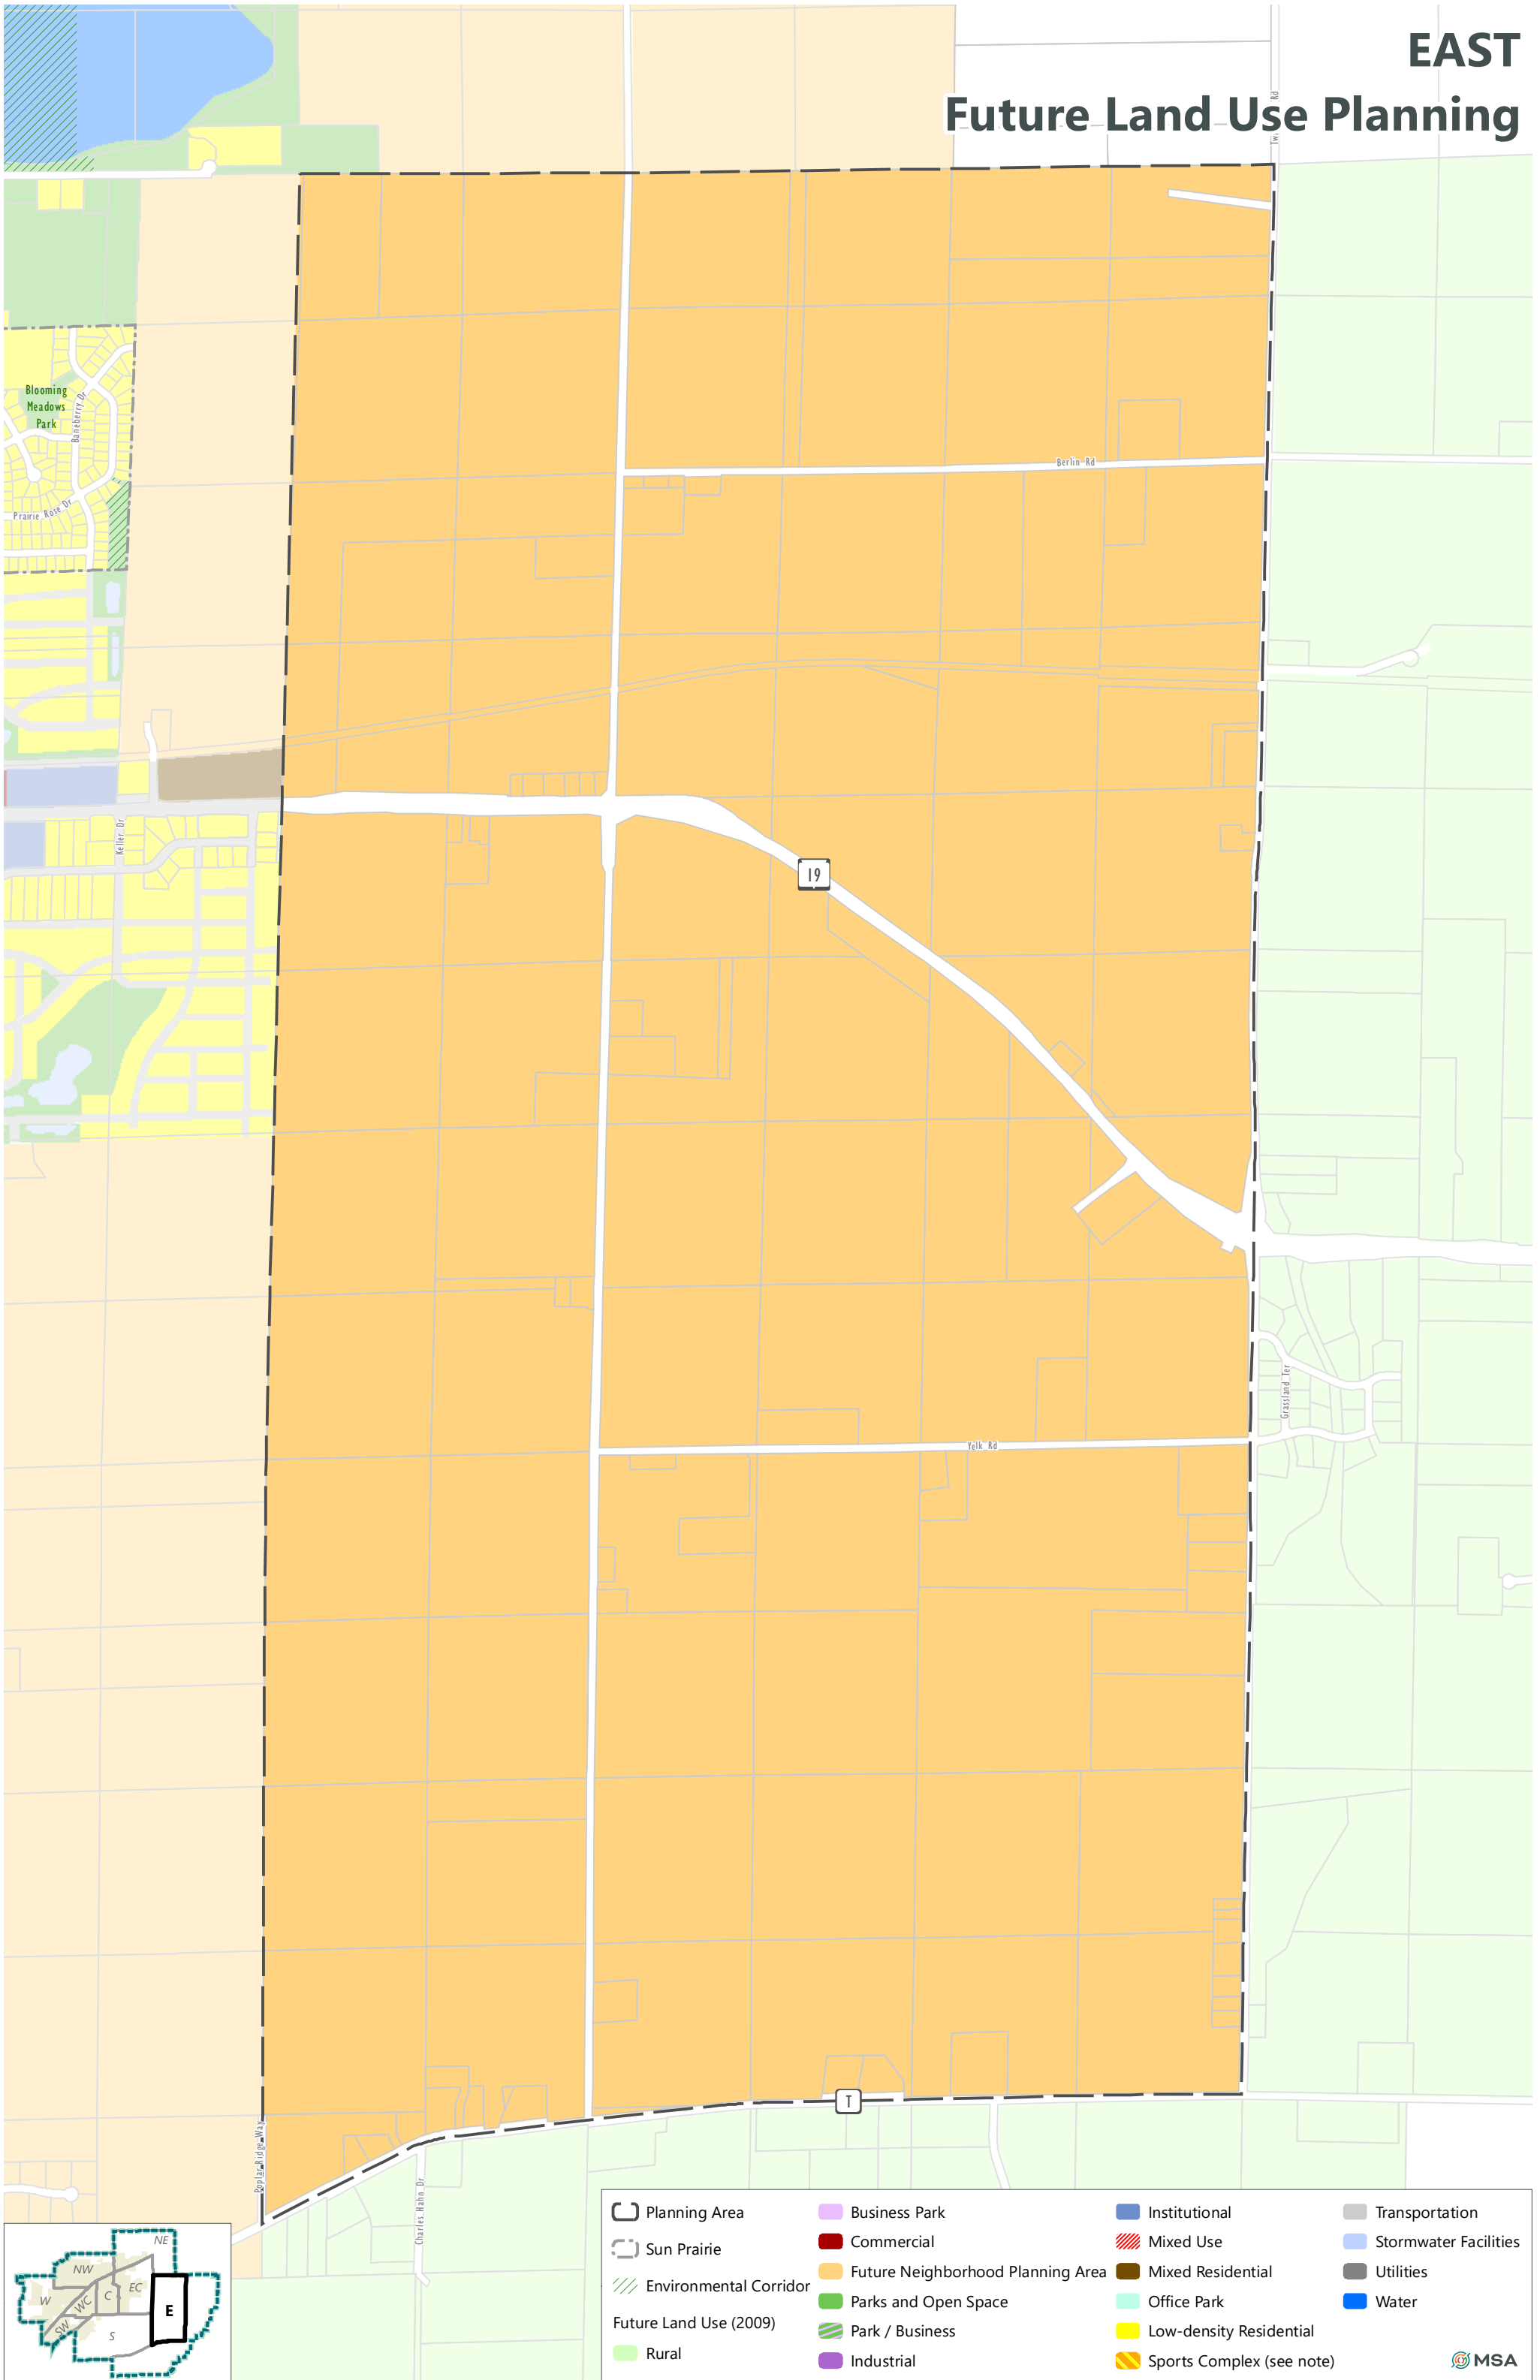 EAST
Future Land Use Planning
Blooming
Meadows
Park
Baneberry Dr
Prairie Rose Dr
Berlin Rd
Keller Dr
19
Grassland Ter
Yelk Rd
T
Poplar Ridge Way
Charles Hahn Dr
Planning Area
Sun Prairie
Environmental Corridor
Future Land Use (2009)
Rural
Business Park
Commercial
Future Neighborhood Planning Area
Parks and Open Space
Park / Business
Industrial
Institutional
Mixed Use
Mixed Residential
Office Park
Low-density Residential
Sports Complex (see note)
Transportation
Stormwater Facilities
Utilities
Water
NE
NW
EC
W
WC
C
E
SW
S
MSA